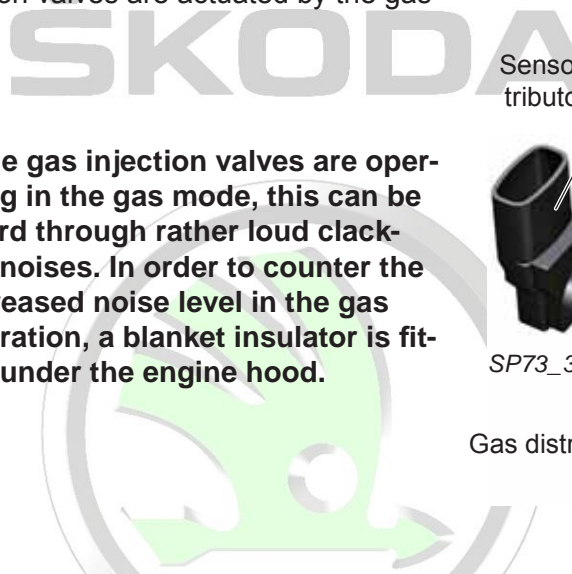 on valves are actuated by the gas
SKODA
Senso
tributo
e gas injection valves are oper-
g in the gas mode, this can be
rd through rather loud clack-
noises. In order to counter the
reased noise level in the gas
ration, a blanket insulator is fit-
under the engine hood.
SP73_3
Gas distr